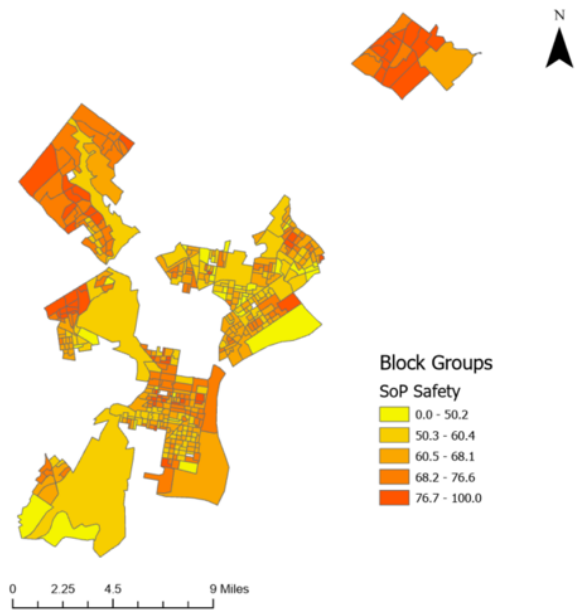 N
Block Groups
SoP Safety
0.0 - 50.2
50.3 - 60.4
60.5 - 68.1
68.2 - 76.6
76.7 - 100.0
0 2.25 4.5 9 Miles